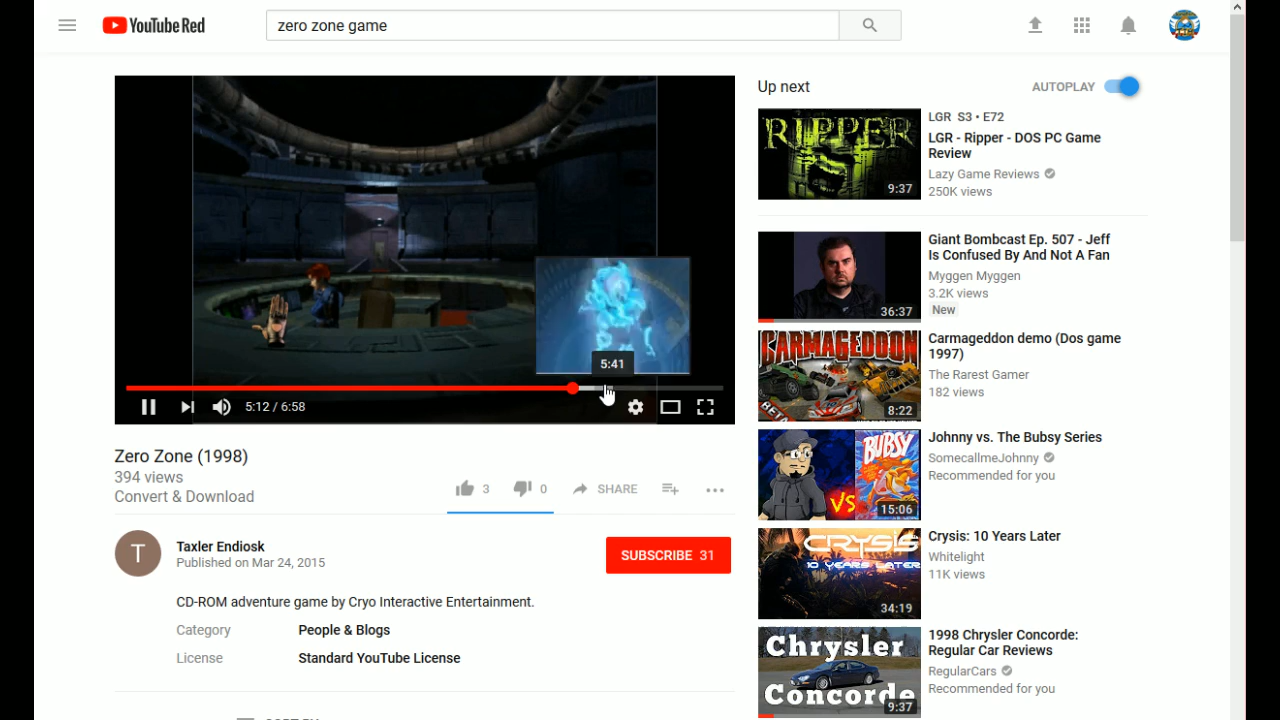 YouTube Red
zero zone game
5:41
5:12 / 6:58
Zero Zone (1998)
394 views
Convert & Download
3
0
SHARE
T
Taxler Endiosk
Published on Mar 24, 2015
SUBSCRIBE 31
CD-ROM adventure game by Cryo Interactive Entertainment.
Category People & Blogs
License Standard YouTube License
Up next
AUTOPLAY
RIPPER
9:37
LGR S3 • E72
LGR - Ripper - DOS PC Game
Review
Lazy Game Reviews
250K views
36:37
Giant Bombcast Ep. 507 - Jeff
Is Confused By And Not A Fan
Myggen Myggen
3.2K views
New
CARMAGEDDON
BETA
8:22
Carmageddon demo (Dos game
1997)
The Rarest Gamer
182 views
BUBSY
VS
15:06
Johnny vs. The Bubsy Series
SomecallmeJohnny
Recommended for you
CRYSIS
10 YEARS LATER
34:19
Crysis: 10 Years Later
Whitelight
11K views
Chrysler
Concorde
9:37
1998 Chrysler Concorde:
Regular Car Reviews
RegularCars
Recommended for you